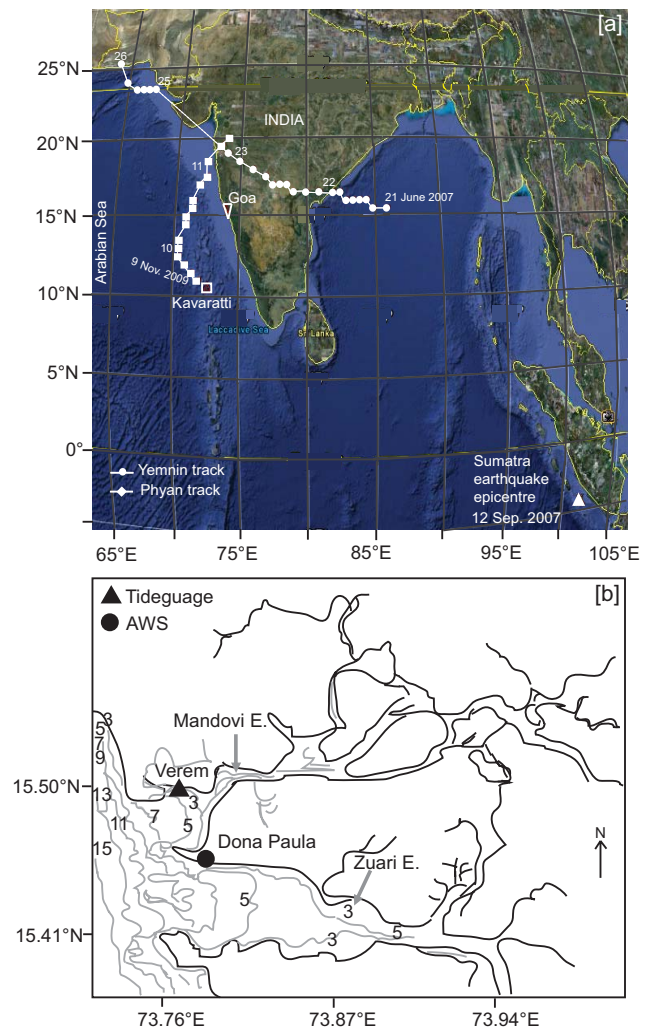 [a]
25°N
20°N
15°N
10°N
5°N
0°
26
25
INDIA
23
11
22
21 June 2007
Goa
Arabian Sea
10
9 Nov. 2009
Kavaratti
Laccadive Sea
Sri Lanka
Yemnin track
Phyan track
Sumatra
earthquake
epicentre
12 Sep. 2007
65°E 75°E 85°E 95°E 105°E
[b]
Tideguage
AWS
3
5
7
9
13
11
15
Mandovi E.
Verem
3
7
5
15.50°N
Dona Paula
Zuari E.
N
5
3
3
5
15.41°N
73.76°E 73.87°E 73.94°E